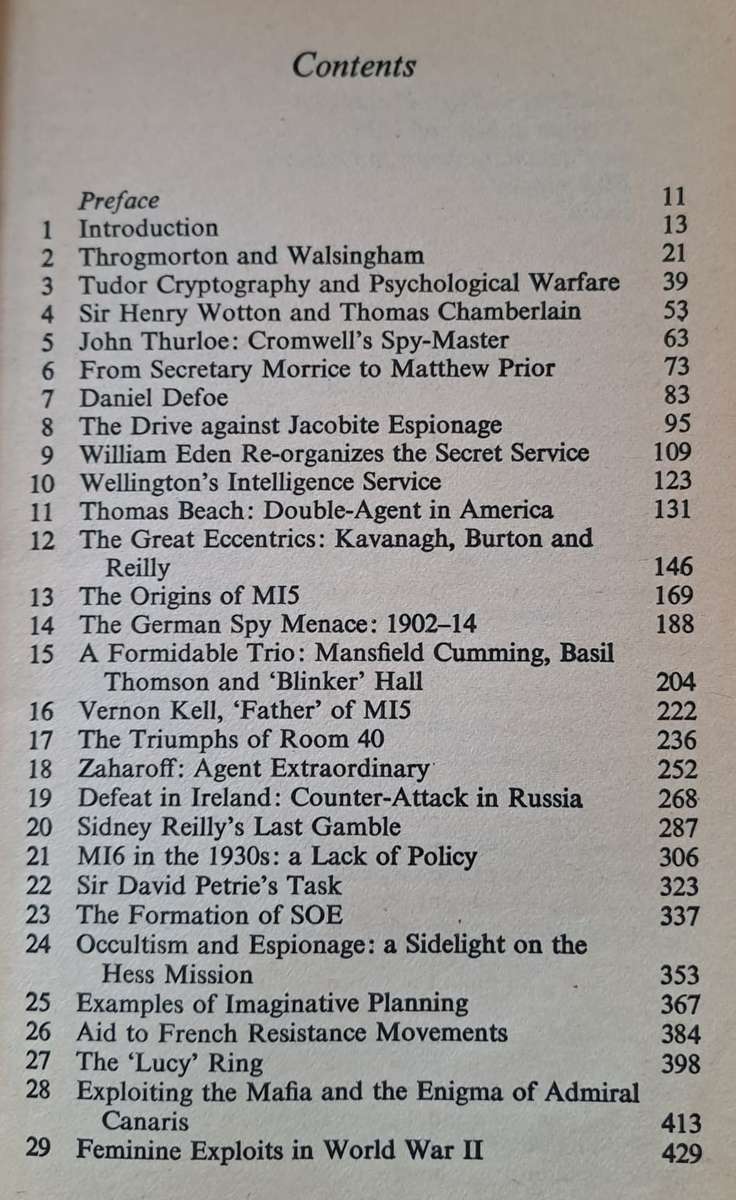 Contents
Preface 11
1 Introduction 13
2 Throgmorton and Walsingham 21
3 Tudor Cryptography and Psychological Warfare 39
4 Sir Henry Wotton and Thomas Chamberlain 53
5 John Thurloe: Cromwell's Spy-Master 63
6 From Secretary Morrice to Matthew Prior 73
7 Daniel Defoe 83
8 The Drive against Jacobite Espionage 95
9 William Eden Re-organizes the Secret Service 109
10 Wellington's Intelligence Service 123
11 Thomas Beach: Double-Agent in America 131
12 The Great Eccentrics: Kavanagh, Burton and
Reilly 146
13 The Origins of MI5 169
14 The German Spy Menace: 1902–14 188
15 A Formidable Trio: Mansfield Cumming, Basil
Thomson and ‘Blinker’ Hall 204
16 Vernon Kell, ‘Father’ of MI5 222
17 The Triumphs of Room 40 236
18 Zaharoff: Agent Extraordinary 252
19 Defeat in Ireland: Counter-Attack in Russia 268
20 Sidney Reilly's Last Gamble 287
21 MI6 in the 1930s: a Lack of Policy 306
22 Sir David Petrie's Task 323
23 The Formation of SOE 337
24 Occultism and Espionage: a Sidelight on the
Hess Mission 353
25 Examples of Imaginative Planning 367
26 Aid to French Resistance Movements 384
27 The ‘Lucy’ Ring 398
28 Exploiting the Mafia and the Enigma of Admiral
Canaris 413
29 Feminine Exploits in World War II 429